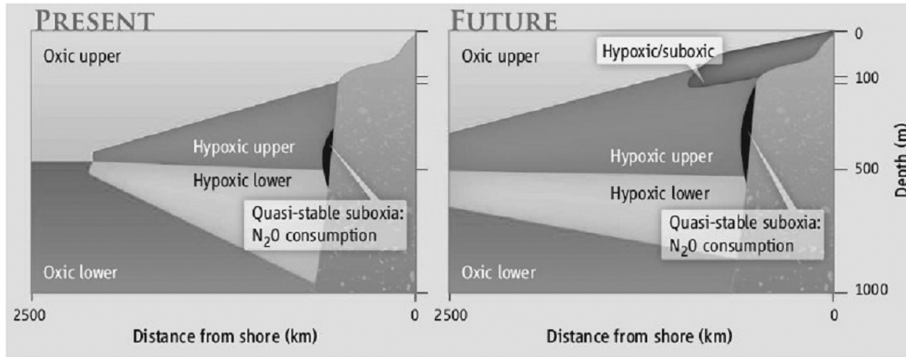 PRESENT
Oxic upper
Hypoxic upper
Hypoxic lower
Quasi-stable suboxia:
N₂O consumption
Oxic lower
2500
0
Distance from shore (km)
FUTURE
Oxic upper
Hypoxic/suboxic
Hypoxic upper
Hypoxic lower
Quasi-stable suboxia:
N₂O consumption
Oxic lower
2500
0
Distance from shore (km)
0
100
500
1000
Depth (m)